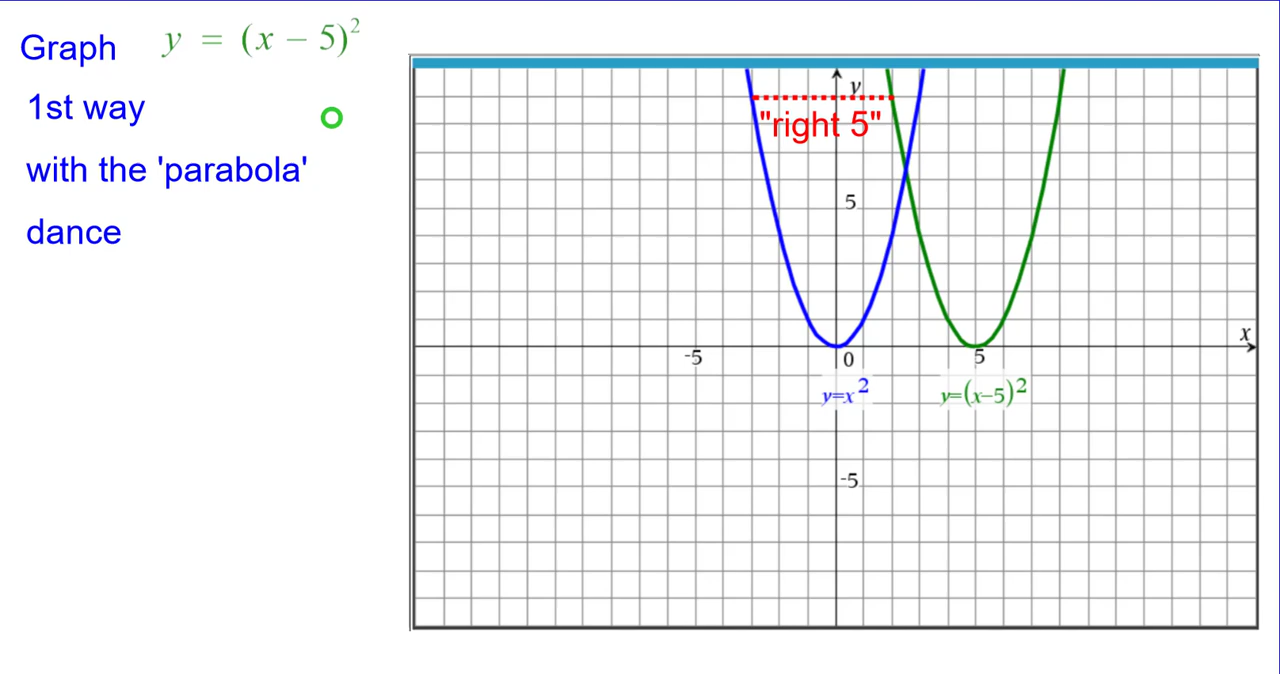 Graph y = (x − 5)²
1st way
with the 'parabola'
dance
y
"right 5"
5
x
-5
0
5
y=x²
y=(x−5)²
-5